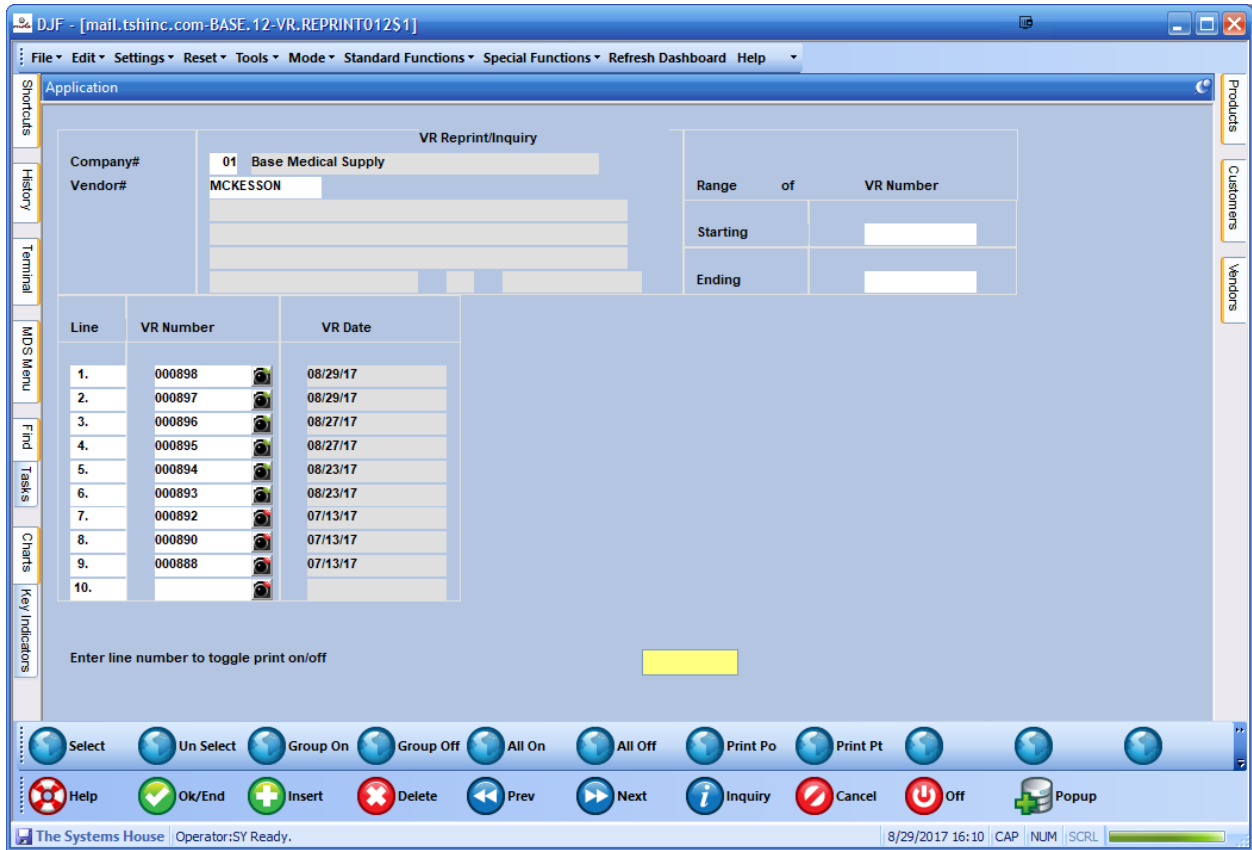 DJF - [mail.tshinc.com-BASE.12-VR.REPRINT012$1]
File Edit Settings Reset Tools Mode Standard Functions Special Functions Refresh Dashboard Help
Application
Shortcuts
History
Terminal
MDS Menu
Find
Tasks
Charts
Key Indicators
Products
Customers
Vendors
VR Reprint/Inquiry
Company# 01 Base Medical Supply
Vendor# MCKESSON
Range of VR Number
Starting
Ending
Line VR Number VR Date
1. 000898 08/29/17
2. 000897 08/29/17
3. 000896 08/27/17
4. 000895 08/27/17
5. 000894 08/23/17
6. 000893 08/23/17
7. 000892 07/13/17
8. 000890 07/13/17
9. 000888 07/13/17
10.
Enter line number to toggle print on/off
Select Un Select Group On Group Off All On All Off Print Po Print Pt
Help Ok/End Insert Delete Prev Next Inquiry Cancel Off Popup
The Systems House Operator:SY Ready. 8/29/2017 16:10 CAP NUM SCRL